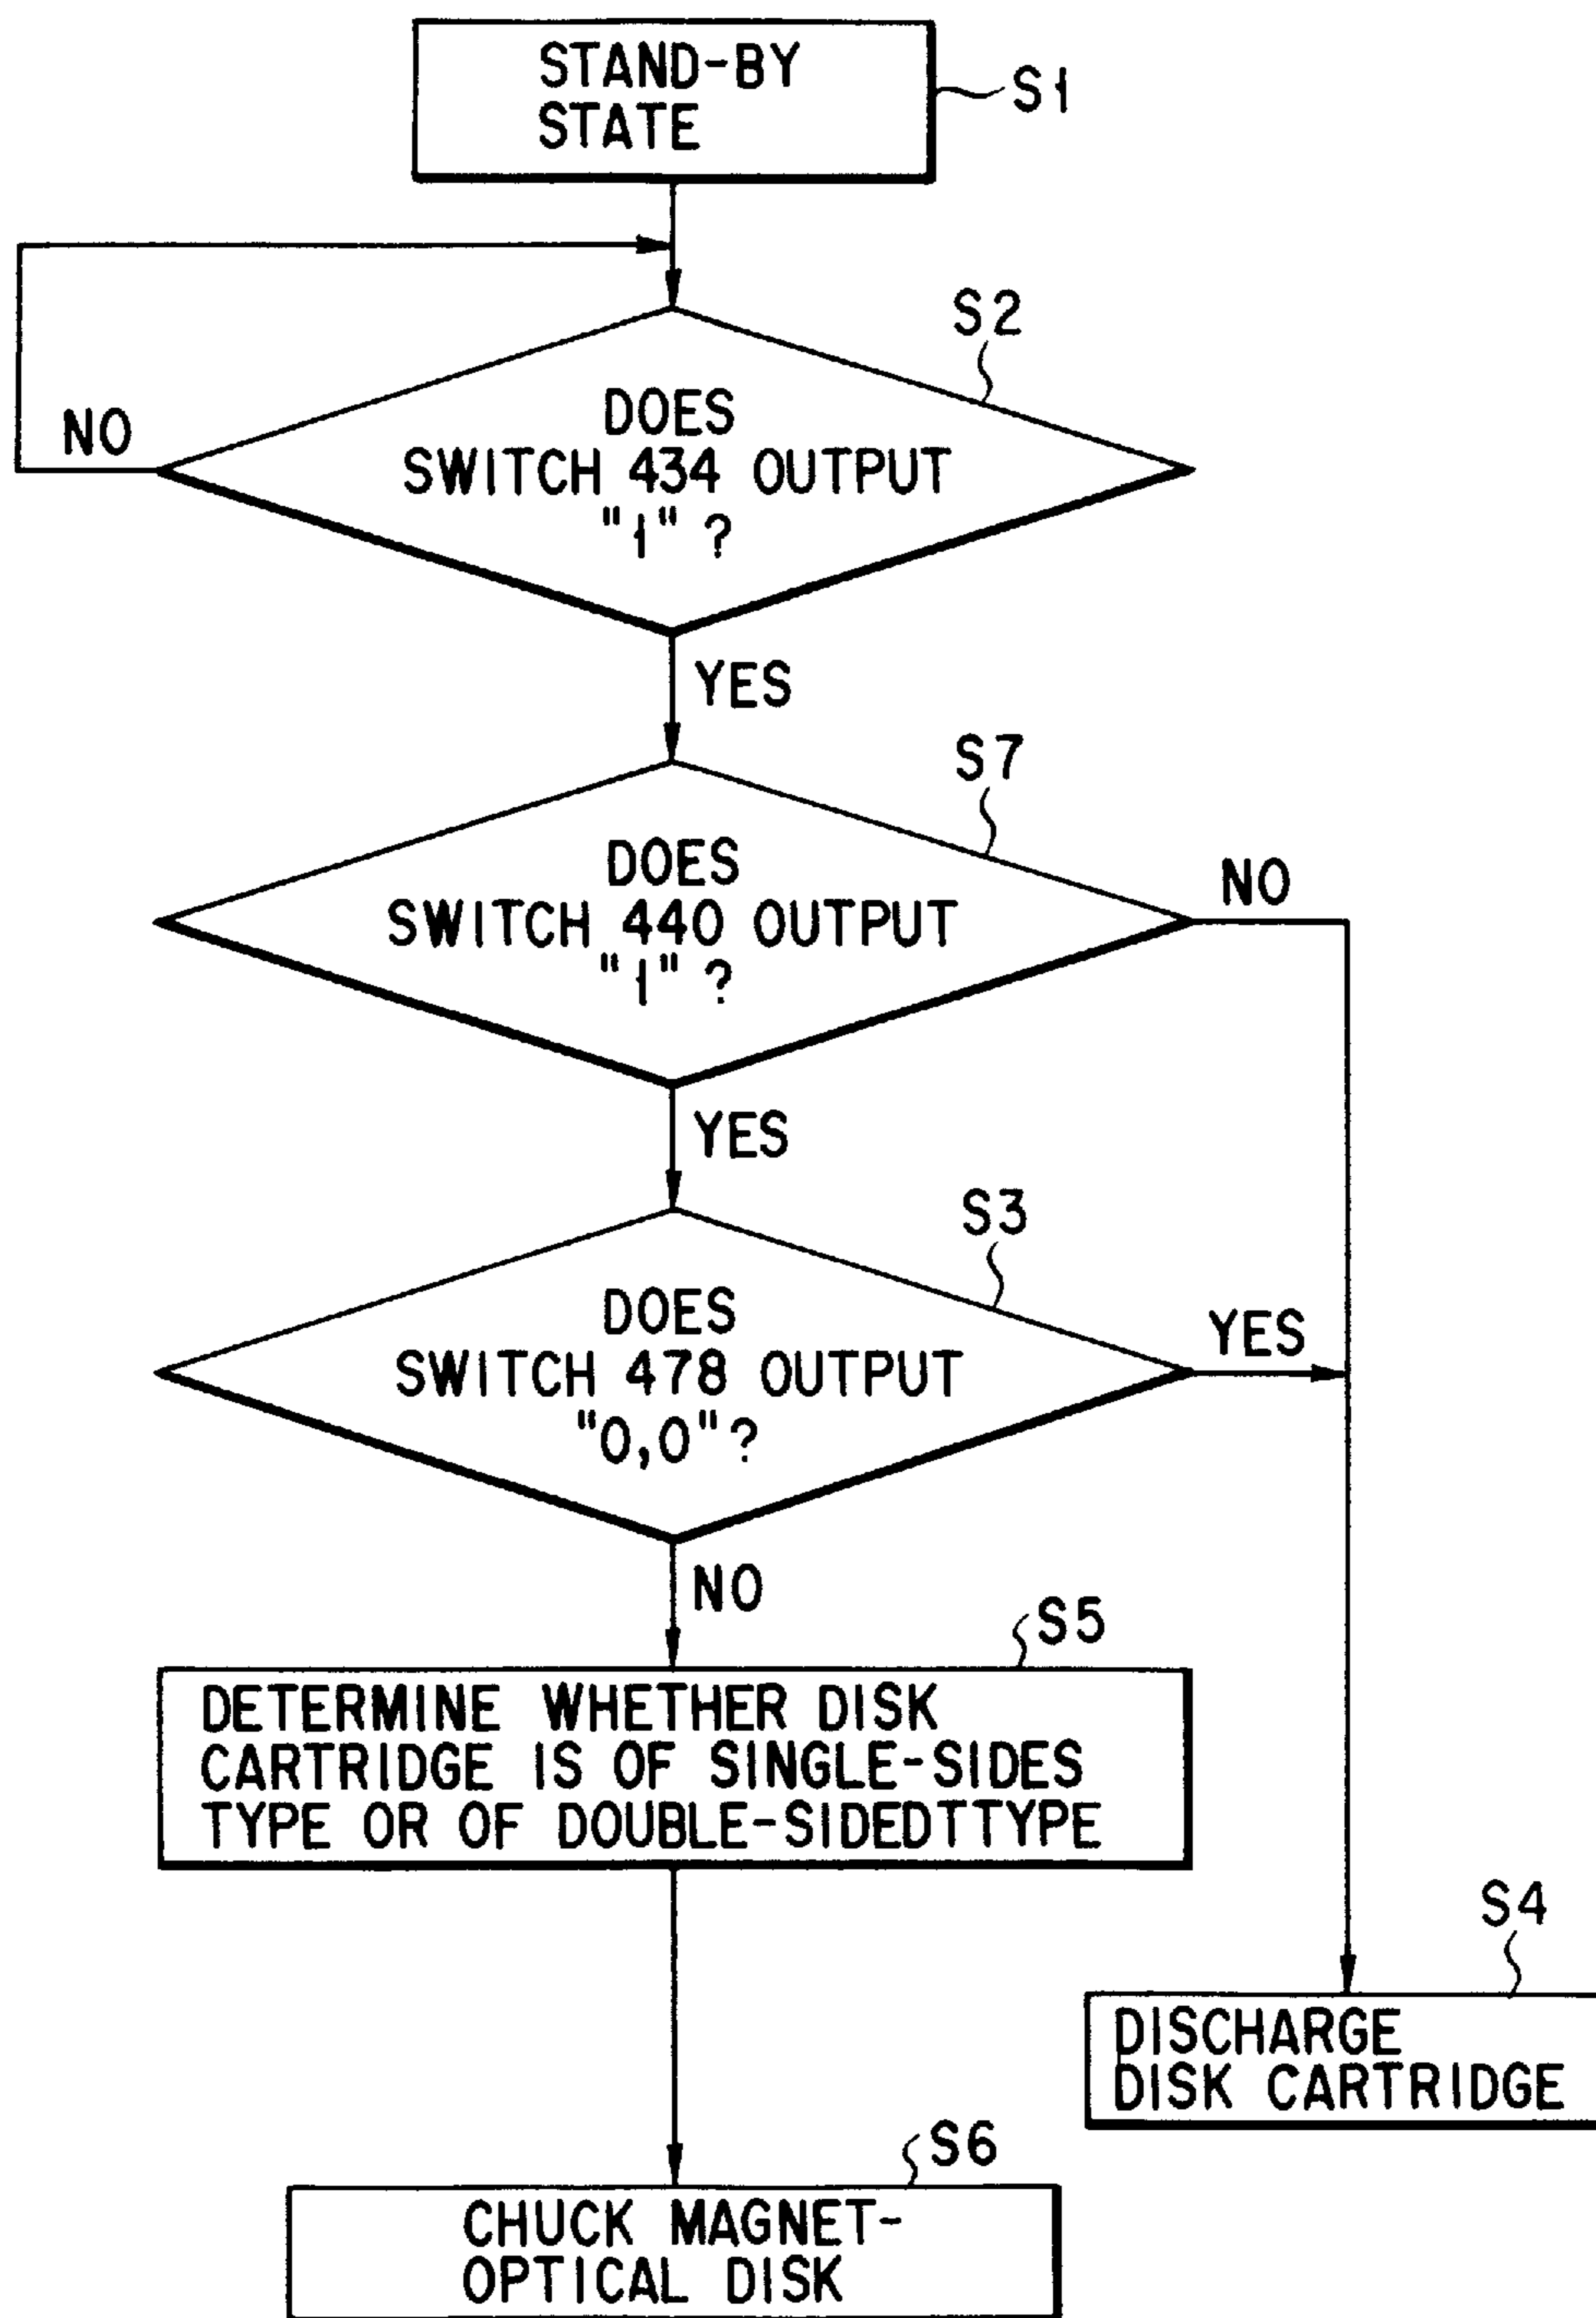 STAND-BY
STATE
S1
S2
DOES
SWITCH 434 OUTPUT
"1" ?
NO
YES
S7
DOES
SWITCH 440 OUTPUT
"1" ?
NO
YES
S3
DOES
SWITCH 478 OUTPUT
"0,0"?
YES
NO
S5
DETERMINE WHETHER DISK
CARTRIDGE IS OF SINGLE-SIDES
TYPE OR OF DOUBLE-SIDEDTTYPE
S4
DISCHARGE
DISK CARTRIDGE
S6
CHUCK MAGNET-
OPTICAL DISK